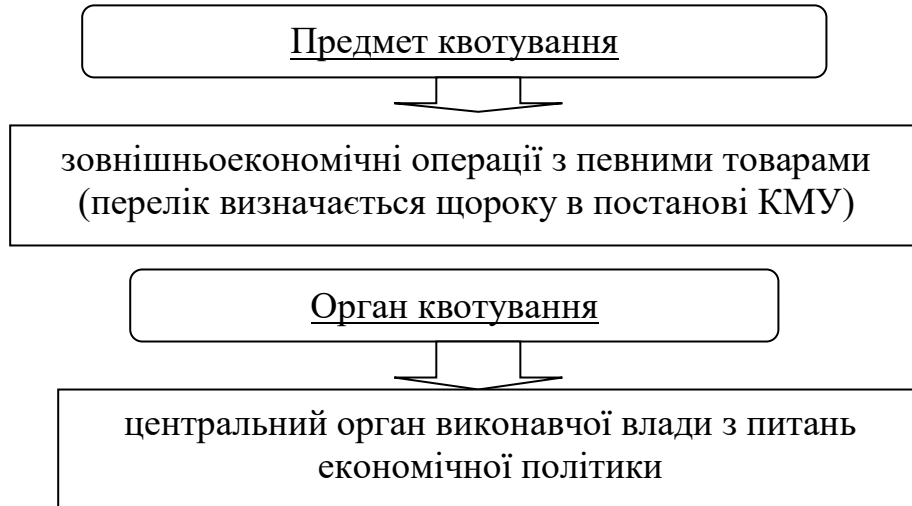 Предмет квотування
зовнішньоекономічні операції з певними товарами
(перелік визначається щороку в постанові КМУ)
Орган квотування
центральний орган виконавчої влади з питань
економічної політики